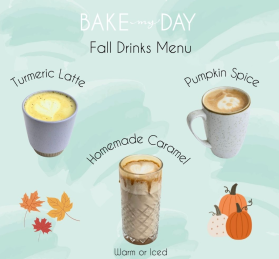 BAKE my DAY
Fall Drinks Menu
Turmeric Latte
Pumpkin Spice
Homemade Caramel
Warm or Iced